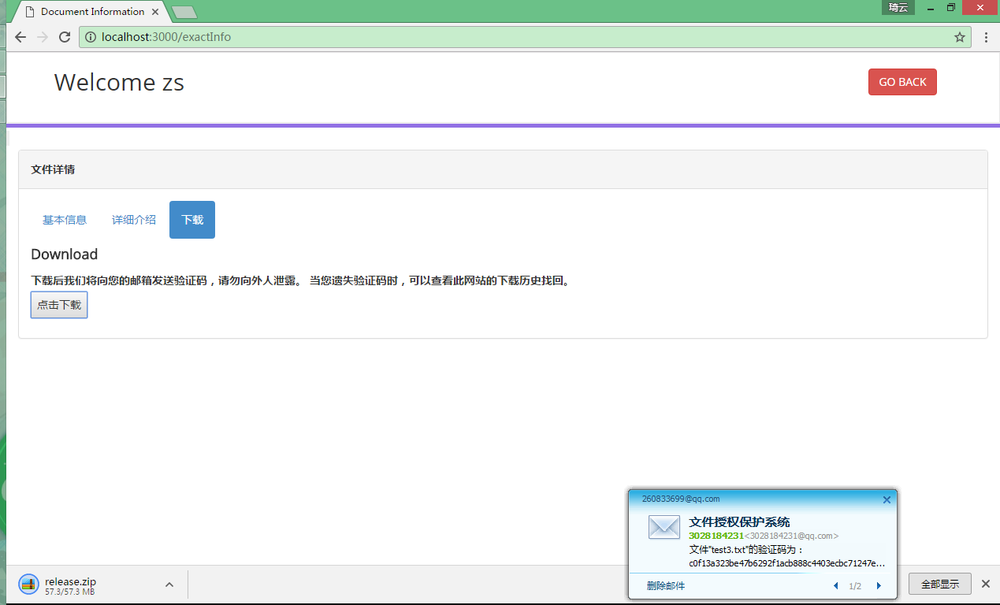 Document Information
琦云
localhost:3000/exactInfo
Welcome zs
GO BACK
文件详情
基本信息
详细介绍
下载
Download
下载后我们将向您的邮箱发送验证码，请勿向外人泄露。 当您遗失验证码时，可以查看此网站的下载历史找回。
点击下载
260833699@qq.com
文件授权保护系统
3028184231<3028184231@qq.com>
文件"test3.txt"的验证码为：
c0f13a323be47b6292f1acb888c4403ecbc71247e...
删除邮件
1/2
release.zip
57.3/57.3 MB
全部显示